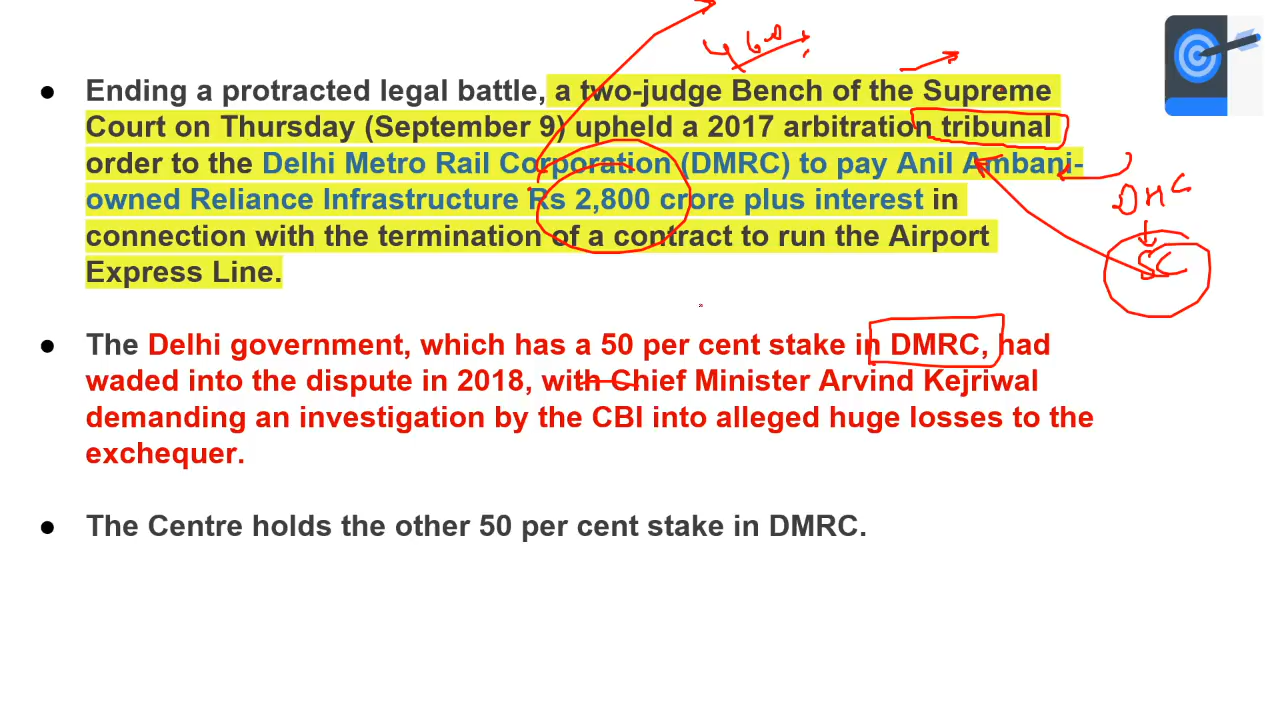 Ending a protracted legal battle, a two-judge Bench of the Supreme
Court on Thursday (September 9) upheld a 2017 arbitration tribunal
order to the Delhi Metro Rail Corporation (DMRC) to pay Anil Ambani-
owned Reliance Infrastructure Rs 2,800 crore plus interest in
connection with the termination of a contract to run the Airport
Express Line.
DHC
SC
The Delhi government, which has a 50 per cent stake in DMRC, had
waded into the dispute in 2018, with Chief Minister Arvind Kejriwal
demanding an investigation by the CBI into alleged huge losses to the
exchequer.
The Centre holds the other 50 per cent stake in DMRC.